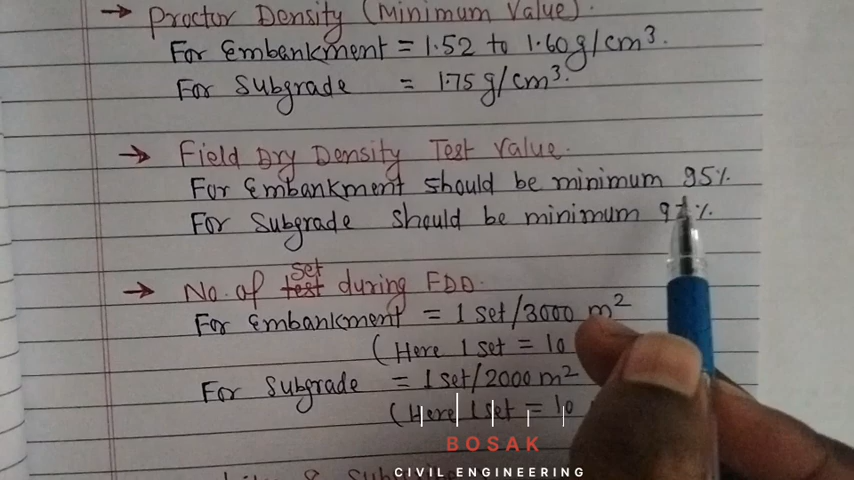 → Proctor Density (Minimum Value).
For Embankment = 1.52 to 1.60g/cm³.
For Subgrade = 1.75 g/cm³.
→ Field Dry Density Test Value.
For Embankment should be minimum 95%.
For Subgrade should be minimum %.
→ No. of test set during FDD.
For Embankment = 1 set/3000 m²
(Here 1 set = 10
For Subgrade = 1 set/2000 m²
(Here 1 set = 10
BOSAK
CIVIL ENGINEERING